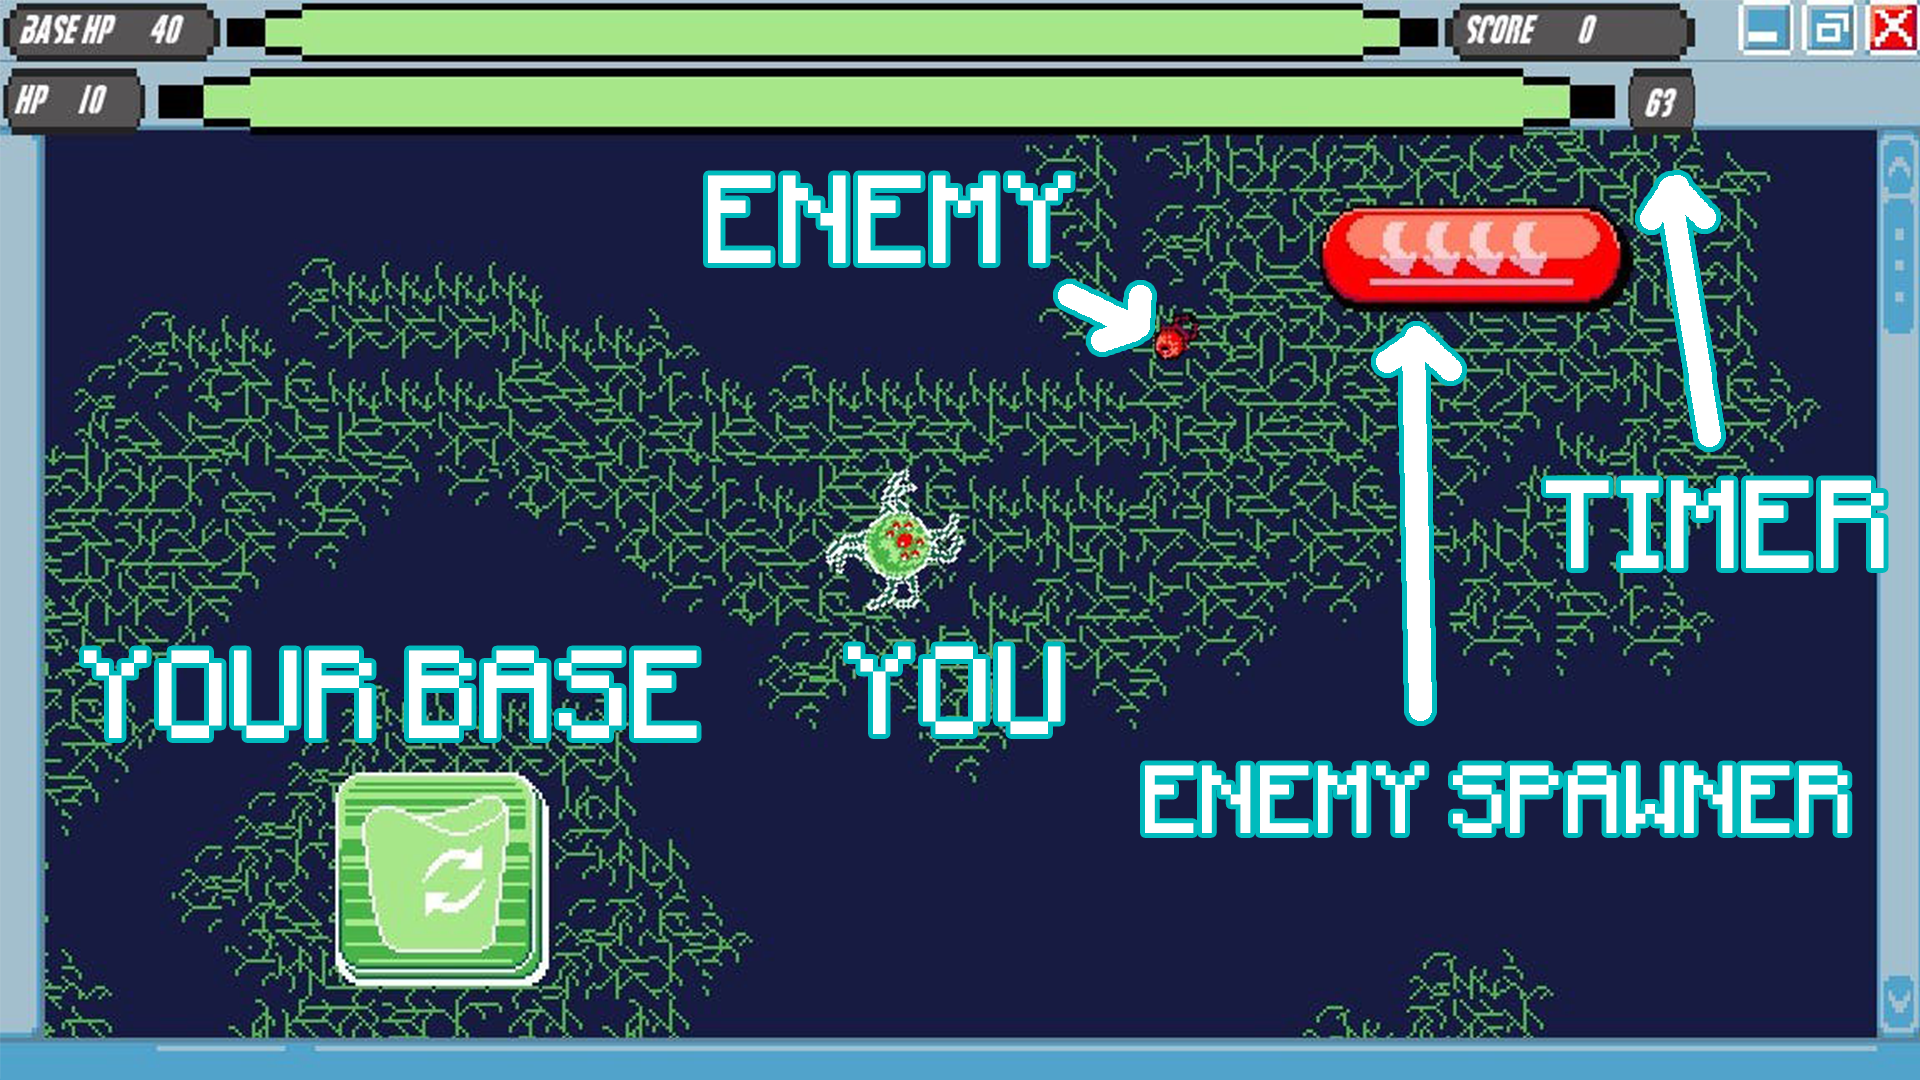 BASE HP 40
SCORE 0
HP 10
63
ENEMY
TIMER
YOUR BASE
YOU
ENEMY SPAWNER